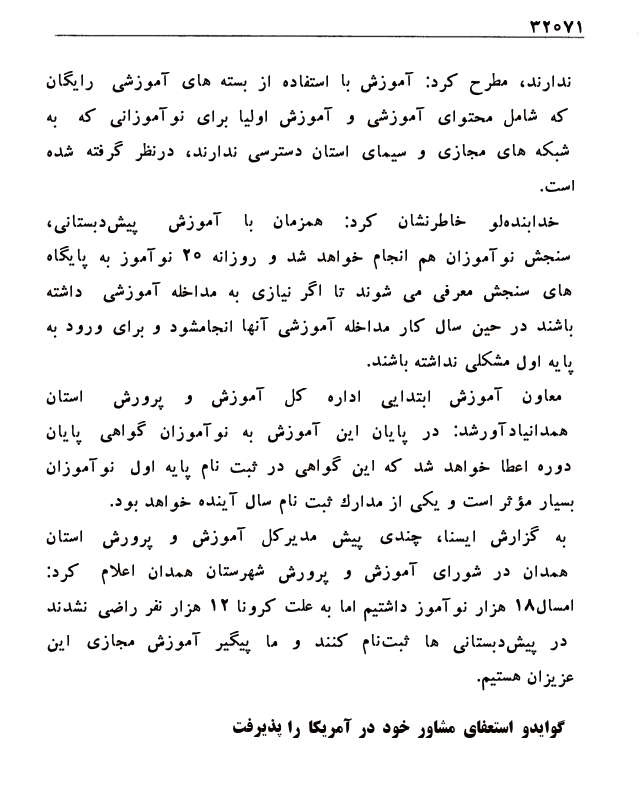 ۳۲۰۷۱
ندارند، مطرح کرد: آموزش با استفاده از بسته های آموزشی رایگان
که شامل محتوای آموزشی و آموزش اولیا برای نوآموزانی که به
شبکه های مجازی و سیمای استان دسترسی ندارند، درنظر گرفته شده
است.
خدابنده‌لو خاطرنشان کرد: همزمان با آموزش پیش‌دبستانی،
سنجش نوآموزان هم انجام خواهد شد و روزانه ۲۵ نوآموز به پایگاه
های سنجش معرفی می شوند تا اگر نیازی به مداخله آموزشی داشته
باشند در حین سال کار مداخله آموزشی آنها انجامشود و برای ورود به
پایه اول مشکلی نداشته باشند.
معاون آموزش ابتدایی اداره کل آموزش و پرورش استان
همدانیادآورشد: در پایان این آموزش به نوآموزان گواهی پایان
دوره اعطا خواهد شد که این گواهی در ثبت نام پایه اول نوآموزان
بسیار مؤثر است و یکی از مدارك ثبت نام سال آینده خواهد بود.
به گزارش ایسنا، چندی پیش مدیرکل آموزش و پرورش استان
همدان در شورای آموزش و پرورش شهرستان همدان اعلام کرد:
امسال۱۸ هزار نوآموز داشتیم اما به علت کرونا ۱۲ هزار نفر راضی نشدند
در پیش‌دبستانی ها ثبت‌نام کنند و ما پیگیر آموزش مجازی این
عزیزان هستیم.
گوایدو استعفای مشاور خود در آمریکا را پذیرفت